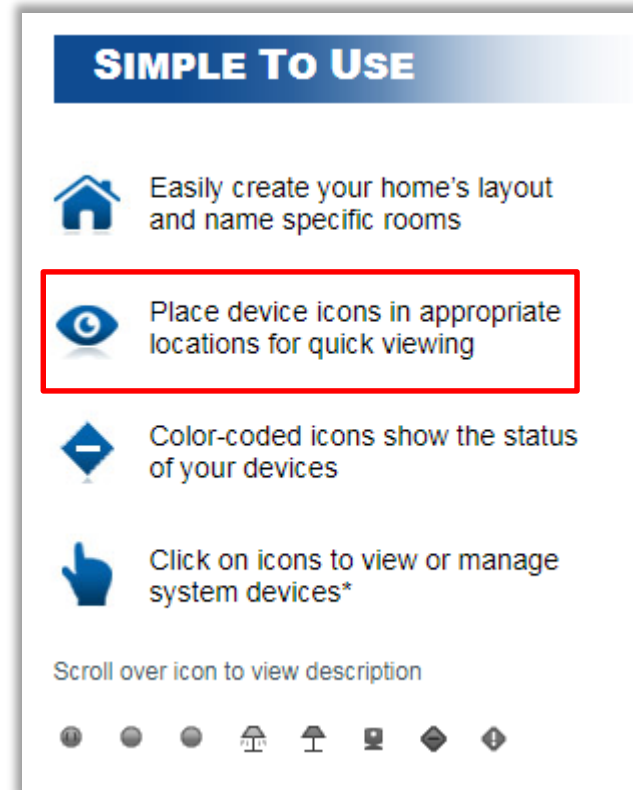 SIMPLE TO USE
Easily create your home's layout
and name specific rooms
Place device icons in appropriate
locations for quick viewing
Color-coded icons show the status
of your devices
Click on icons to view or manage
system devices*
Scroll over icon to view description